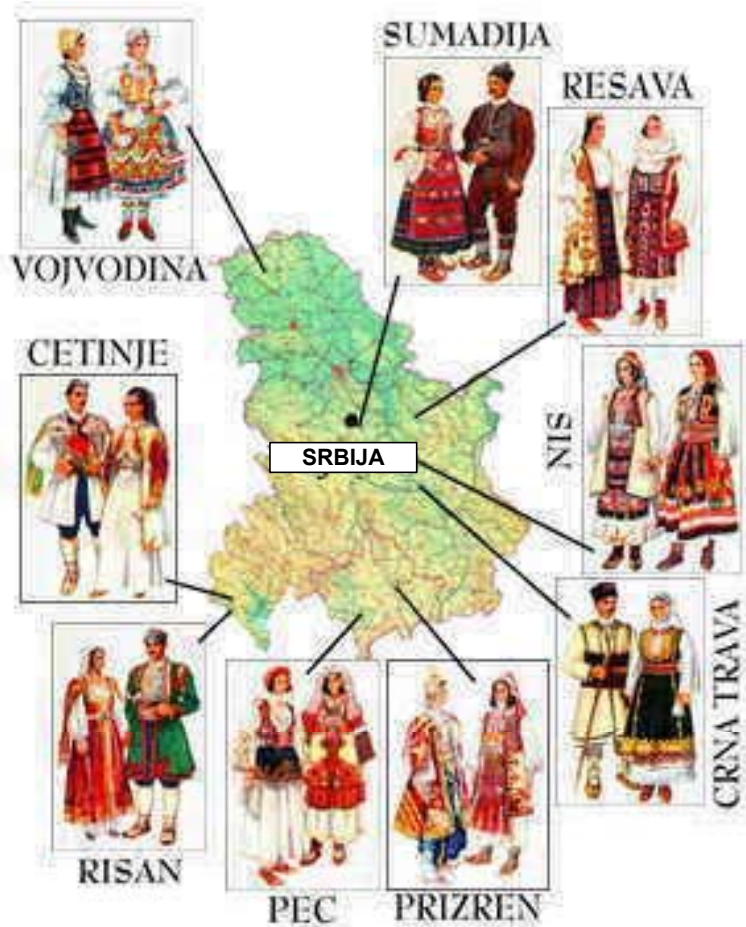 SUMADIJA
RESAVA
VOJVODINA
CETINJE
NIS
SRBIJA
CRNA TRAVA
RISAN
PEC
PRIZREN